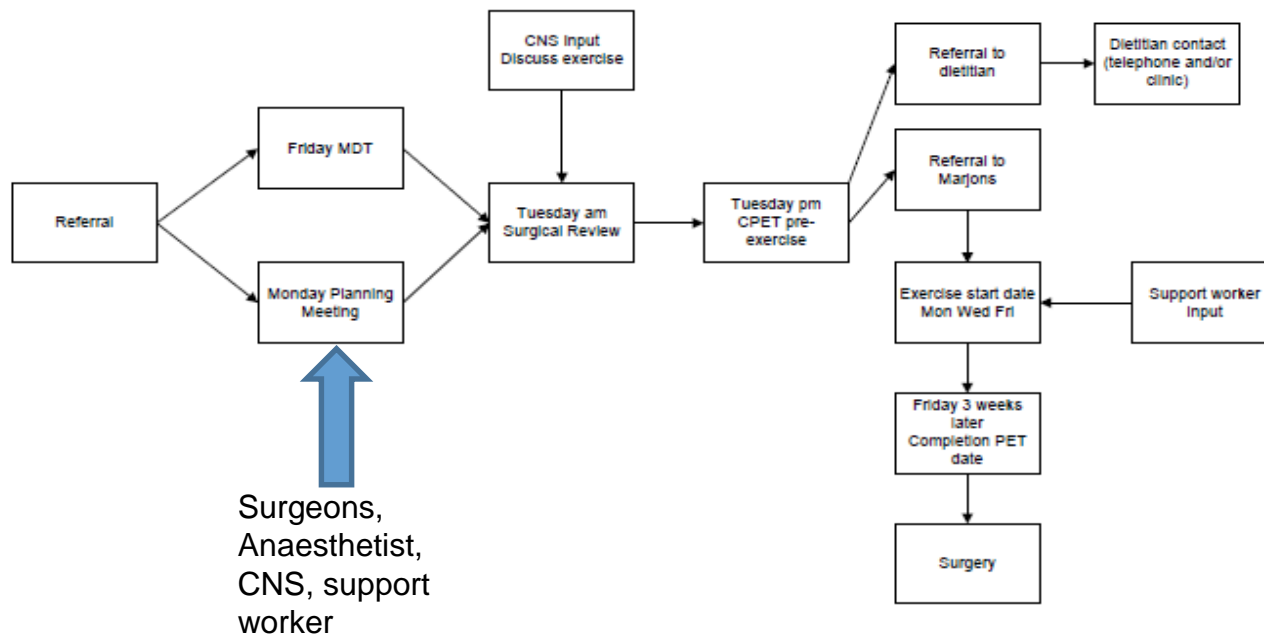 CNS Input
Discuss exercise
Referral to
dietitian
Dietitian contact
(telephone and/or
clinic)
Friday MDT
Referral to
Marjons
Referral
Tuesday am
Surgical Review
Tuesday pm
CPET pre-
exercise
Monday Planning
Meeting
Exercise start date
Mon Wed Fri
Support worker
Input
Friday 3 weeks
later
Completion PET
date
Surgeons,
Anaesthetist,
CNS, support
worker
Surgery